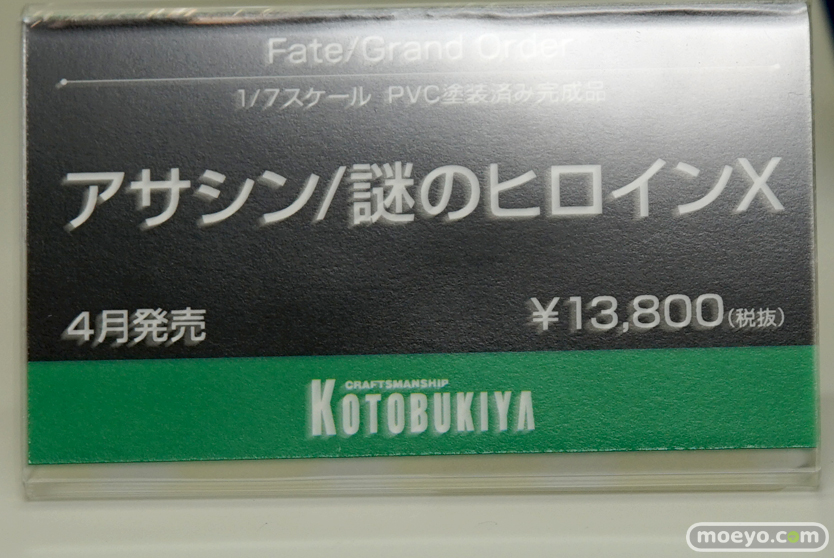 Fate/Grand Order
1/7スケール PVC塗装済み完成品
アサシン/謎のヒロインX
4月発売
¥13,800(税抜)
CRAFTSMANSHIP
KOTOBUKIYA
moeyo.com